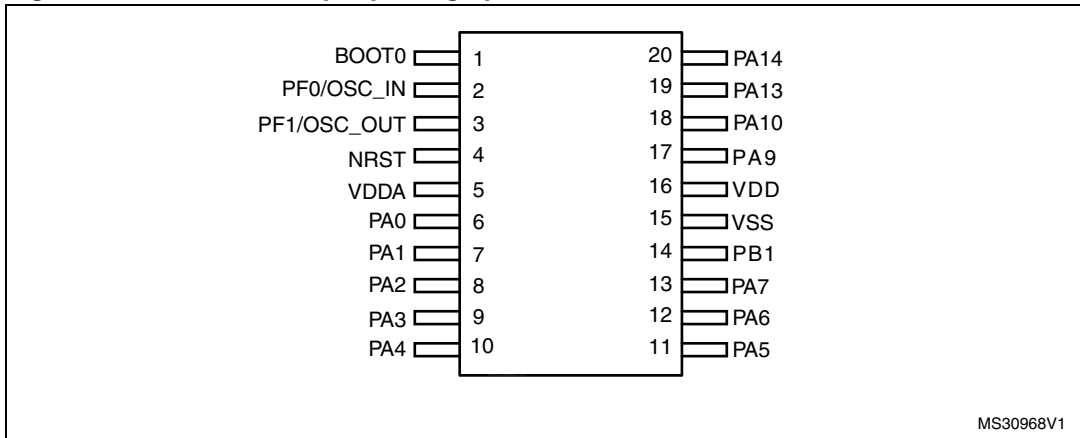 BOOT0 1 20 PA14
PF0/OSC_IN 2 19 PA13
PF1/OSC_OUT 3 18 PA10
NRST 4 17 PA9
VDDA 5 16 VDD
PA0 6 15 VSS
PA1 7 14 PB1
PA2 8 13 PA7
PA3 9 12 PA6
PA4 10 11 PA5
MS30968V1